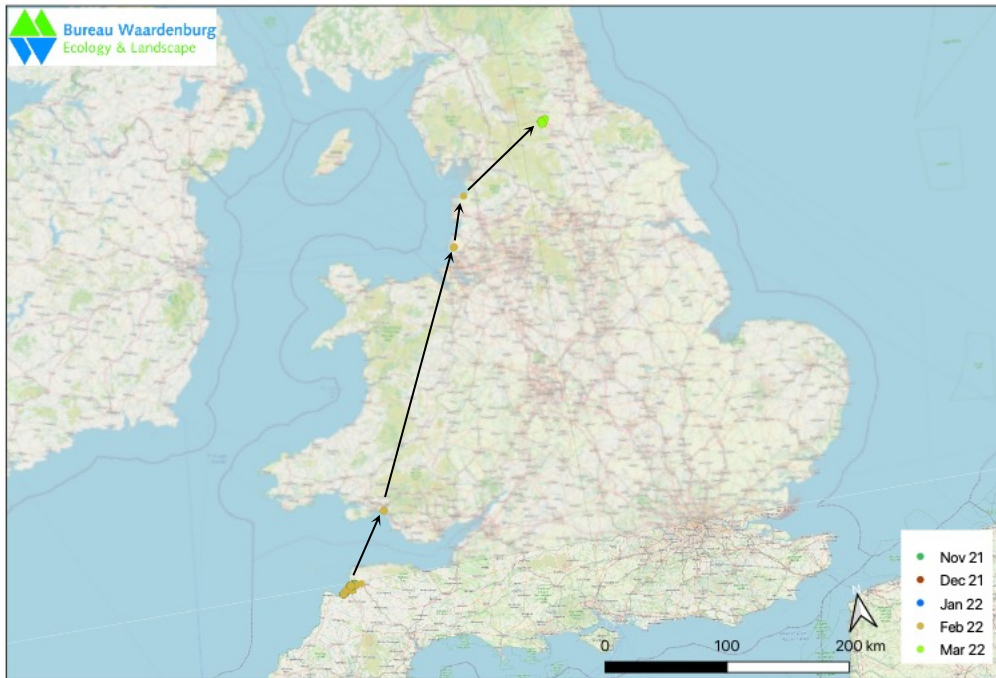 Bureau Waardenburg
Ecology & Landscape
N
Nov 21
Dec 21
Jan 22
Feb 22
Mar 22
0 100 200 km